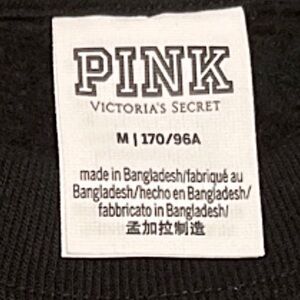 PINK
VICTORIA'S SECRET
M | 170/96A
made in Bangladesh/fabriqué au
Bangladesh/hecho en Bangladesh/
fabbricato in Bangladesh/
孟加拉制造